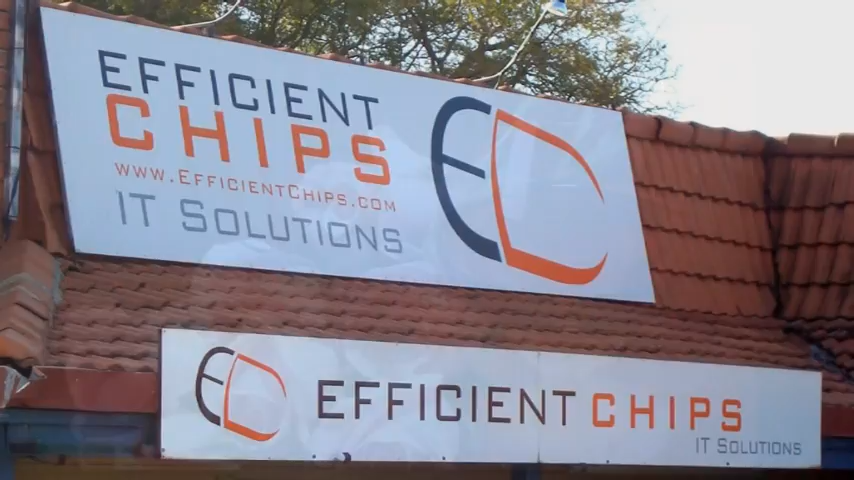 EFFICIENT
CHIPS
www.EfficientChips.com
IT Solutions
EFFICIENT CHIPS
IT Solutions